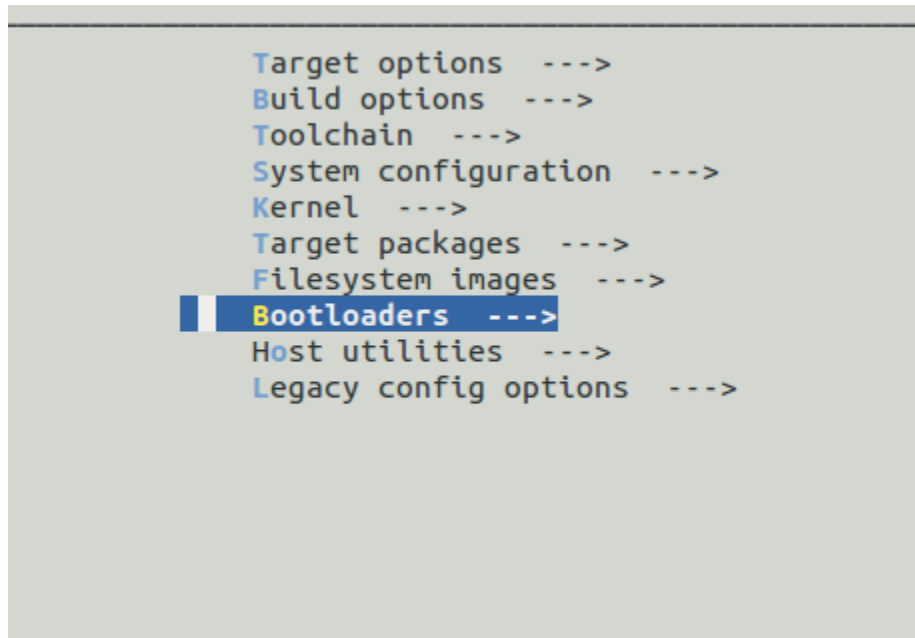 Target options  --->
Build options  --->
Toolchain  --->
System configuration  --->
Kernel  --->
Target packages  --->
Filesystem images  --->
Bootloaders  --->
Host utilities  --->
Legacy config options  --->